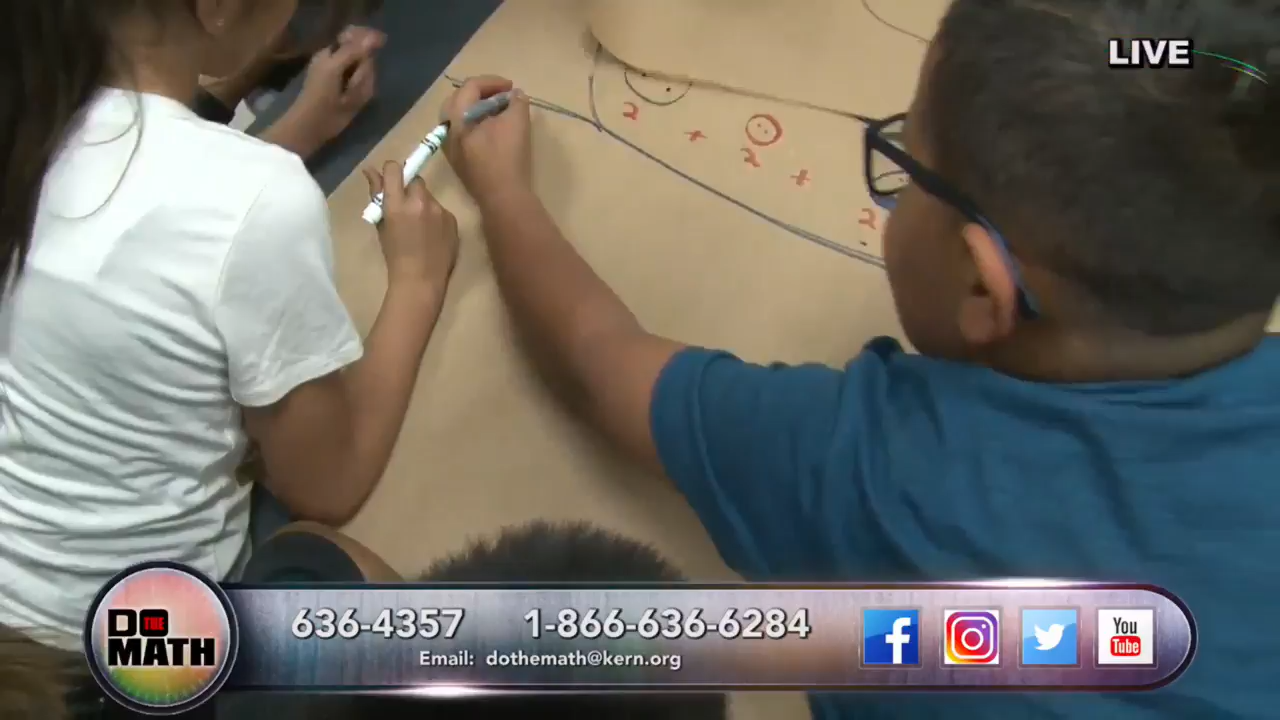 LIVE
2 + 2 + 2
DO THE MATH
636-4357 1-866-636-6284
Email: dothemath@kern.org
f
You Tube